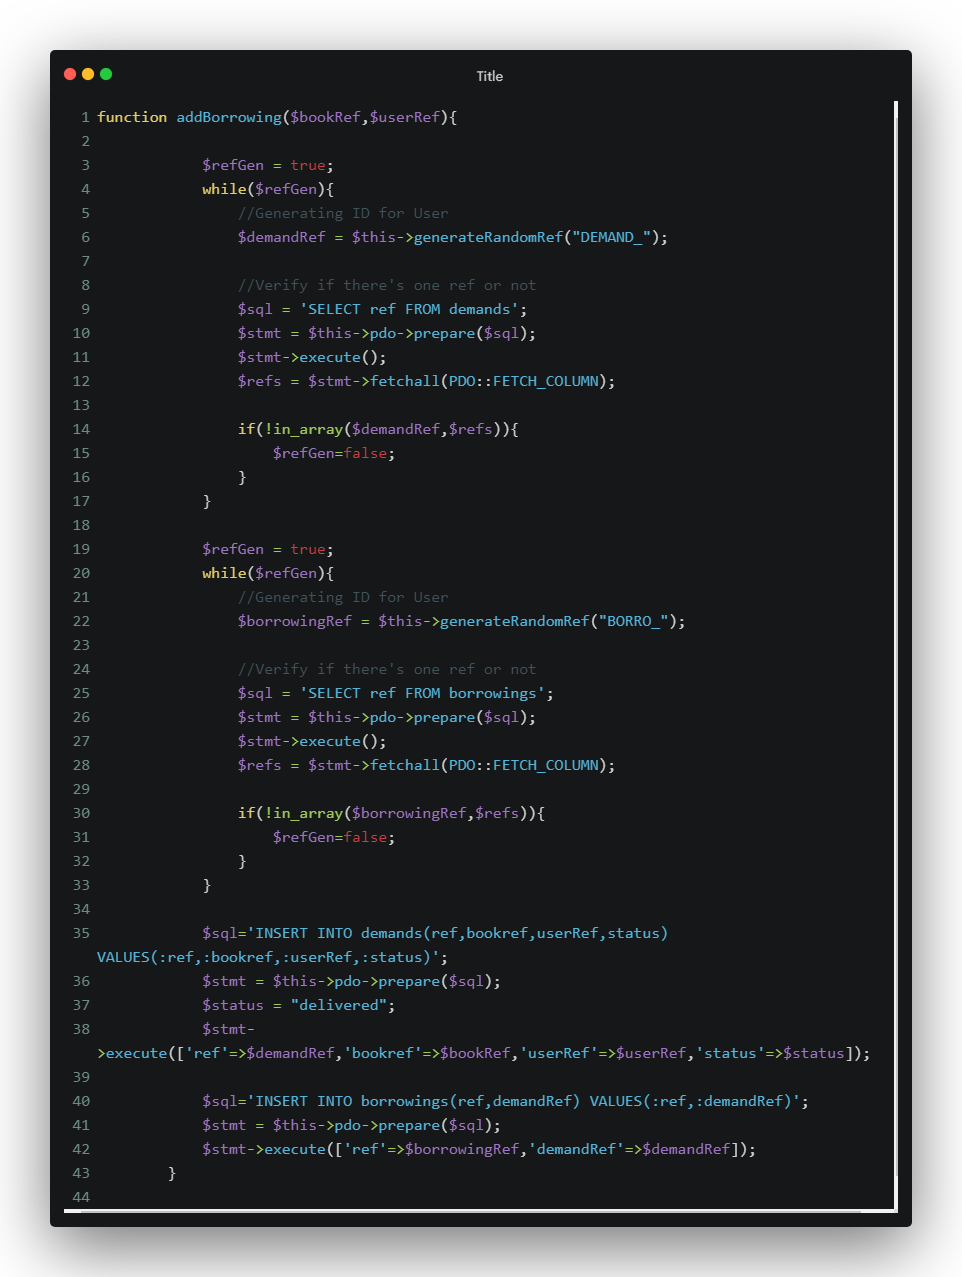 Title
1 function addBorrowing($bookRef,$userRef){
2
3             $refGen = true;
4             while($refGen){
5                 //Generating ID for User
6                 $demandRef = $this->generateRandomRef("DEMAND_");
7
8                 //Verify if there's one ref or not
9                 $sql = 'SELECT ref FROM demands';
10                 $stmt = $this->pdo->prepare($sql);
11                 $stmt->execute();
12                 $refs = $stmt->fetchall(PDO::FETCH_COLUMN);
13
14                 if(!in_array($demandRef,$refs)){
15                     $refGen=false;
16                 }
17             }
18
19             $refGen = true;
20             while($refGen){
21                 //Generating ID for User
22                 $borrowingRef = $this->generateRandomRef("BORRO_");
23
24                 //Verify if there's one ref or not
25                 $sql = 'SELECT ref FROM borrowings';
26                 $stmt = $this->pdo->prepare($sql);
27                 $stmt->execute();
28                 $refs = $stmt->fetchall(PDO::FETCH_COLUMN);
29
30                 if(!in_array($borrowingRef,$refs)){
31                     $refGen=false;
32                 }
33             }
34
35             $sql='INSERT INTO demands(ref,bookref,userRef,status)
VALUES(:ref,:bookref,:userRef,:status)';
36             $stmt = $this->pdo->prepare($sql);
37             $status = "delivered";
38             $stmt-
>execute(['ref'=>$demandRef,'bookref'=>$bookRef,'userRef'=>$userRef,'status'=>$status]);
39
40             $sql='INSERT INTO borrowings(ref,demandRef) VALUES(:ref,:demandRef)';
41             $stmt = $this->pdo->prepare($sql);
42             $stmt->execute(['ref'=>$borrowingRef,'demandRef'=>$demandRef]);
43         }
44